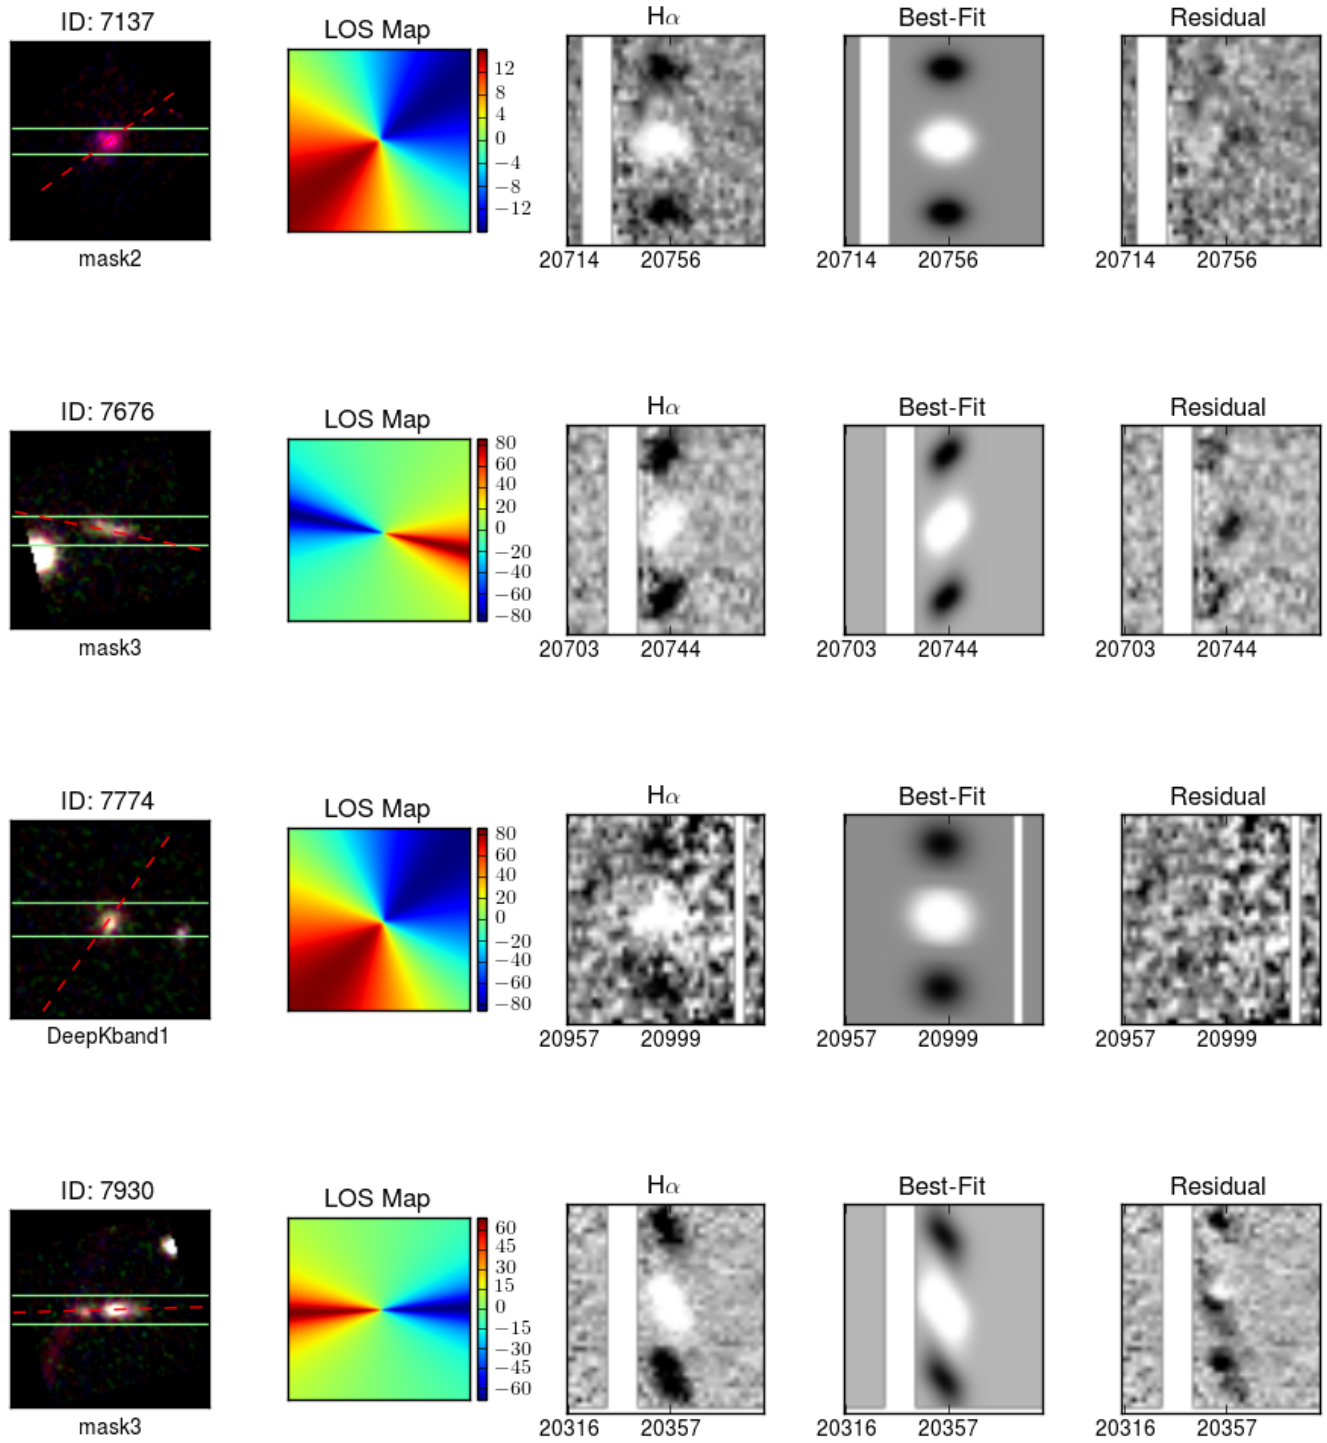 ID: 7137
LOS Map
Hα
Best-Fit
Residual
12
8
4
0
−4
−8
−12
mask2
20714 20756
20714 20756
20714 20756
ID: 7676
LOS Map
Hα
Best-Fit
Residual
80
60
40
20
0
−20
−40
−60
−80
mask3
20703 20744
20703 20744
20703 20744
ID: 7774
LOS Map
Hα
Best-Fit
Residual
80
60
40
20
0
−20
−40
−60
−80
DeepKband1
20957 20999
20957 20999
20957 20999
ID: 7930
LOS Map
Hα
Best-Fit
Residual
60
45
30
15
0
−15
−30
−45
−60
mask3
20316 20357
20316 20357
20316 20357